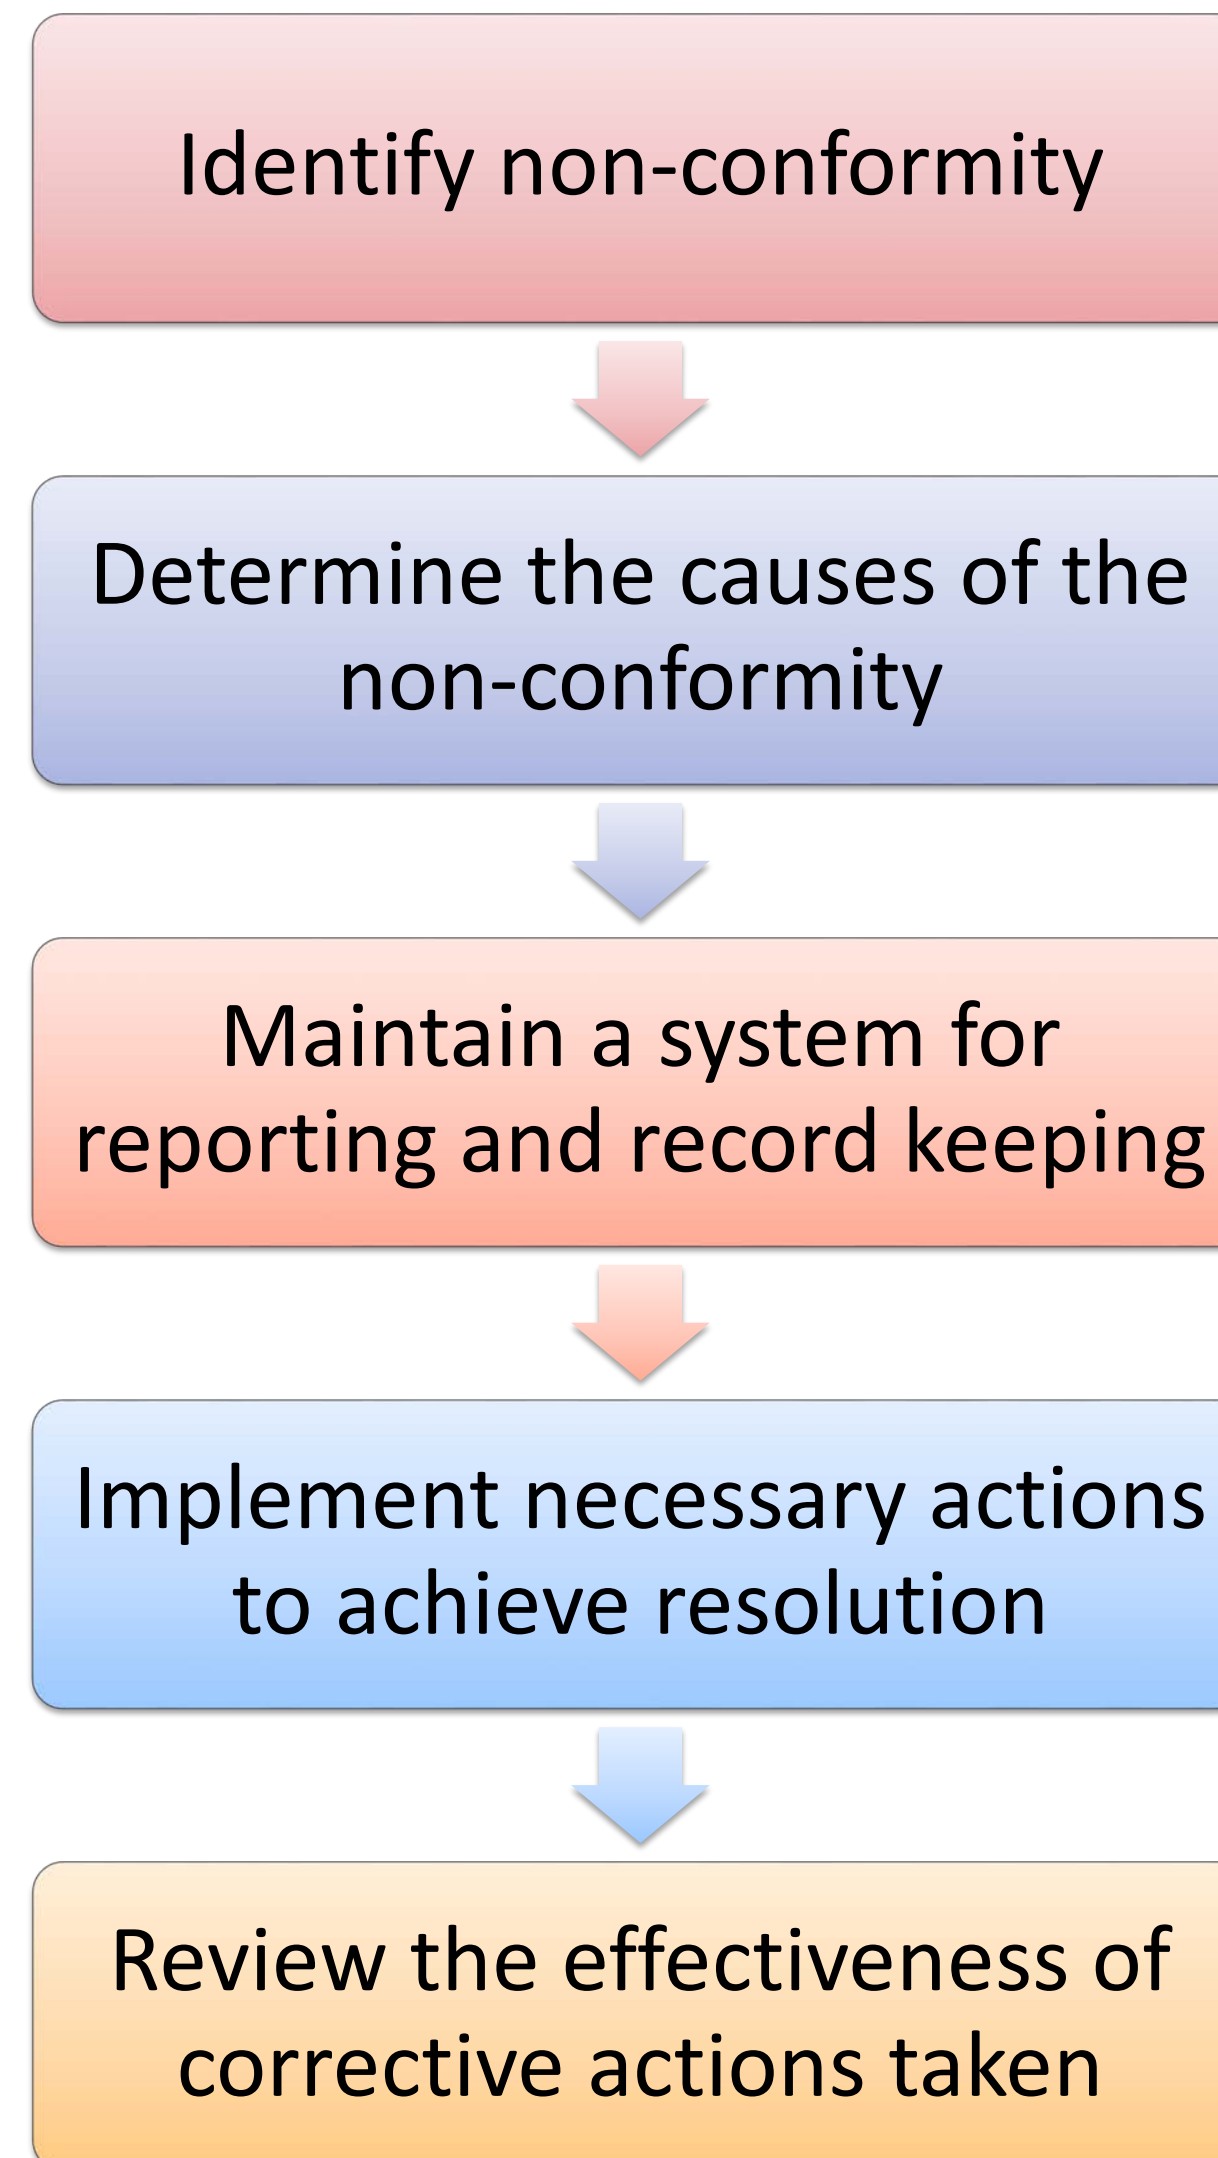 Identify non-conformity
Determine the causes of the
non-conformity
Maintain a system for
reporting and record keeping
Implement necessary actions
to achieve resolution
Review the effectiveness of
corrective actions taken